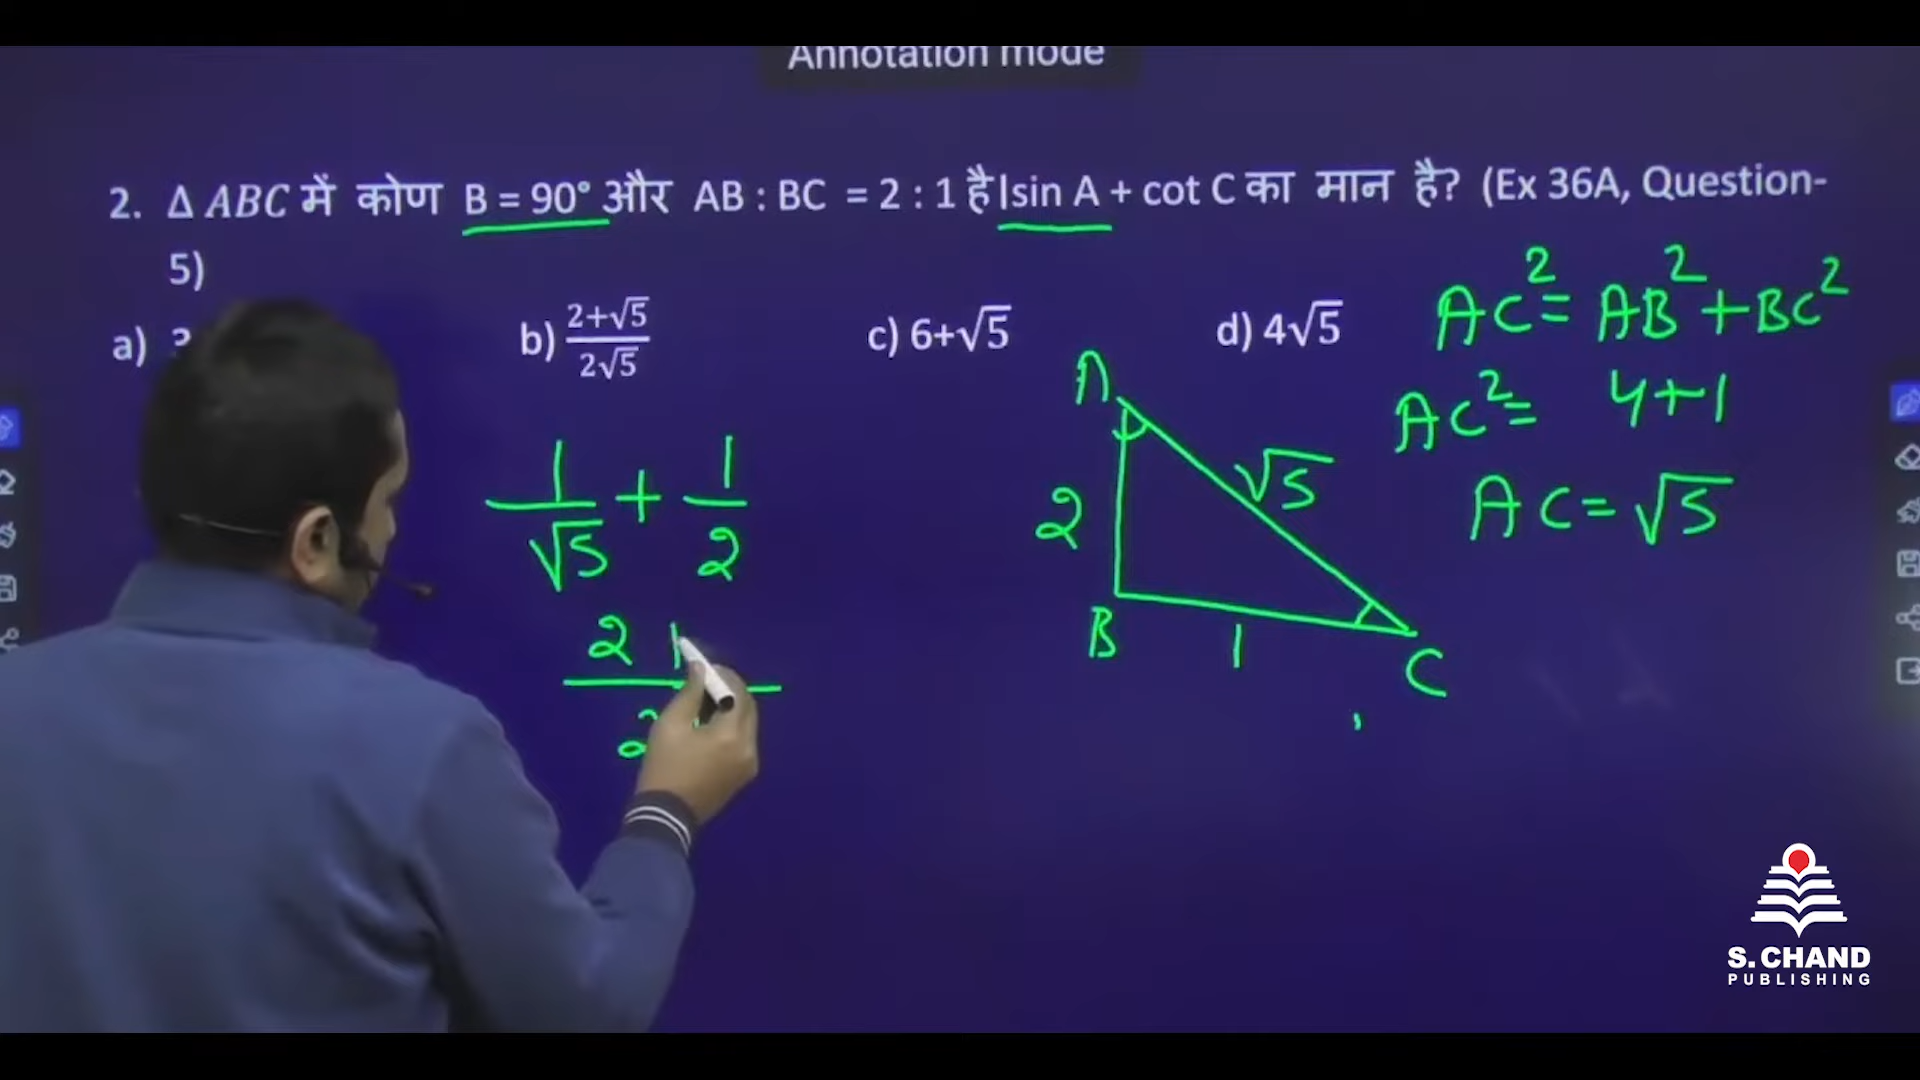 Annotation mode
2. Δ ABC में कोण B = 90° और AB : BC = 2 : 1 है।sin A + cot C का मान है? (Ex 36A, Question-
5)
a) b) (2+√5)/(2√5) c) 6+√5 d) 4√5
AC² = AB² + BC²
AC² = 4+1
AC = √5
1/√5 + 1/2
2 1
2
A
√5
2
B
1
C
S. CHAND
PUBLISHING